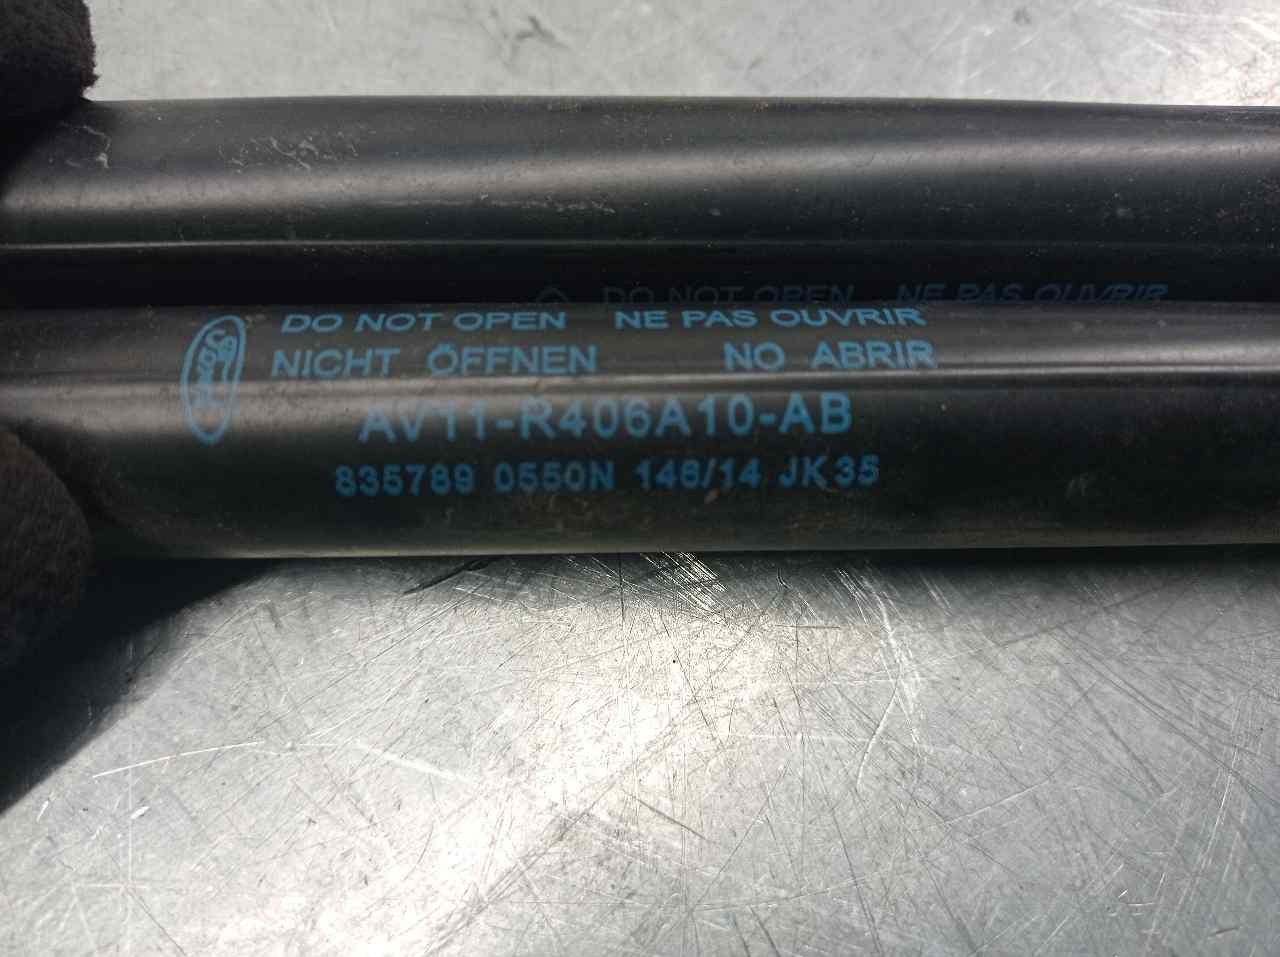 DO NOT OPEN NE PAS OUVRIR
DO NOT OPEN NE PAS OUVRIR
NICHT ÖFFNEN NO ABRIR
AV11-R406A10-AB
835789 0550N 146/14 JK35